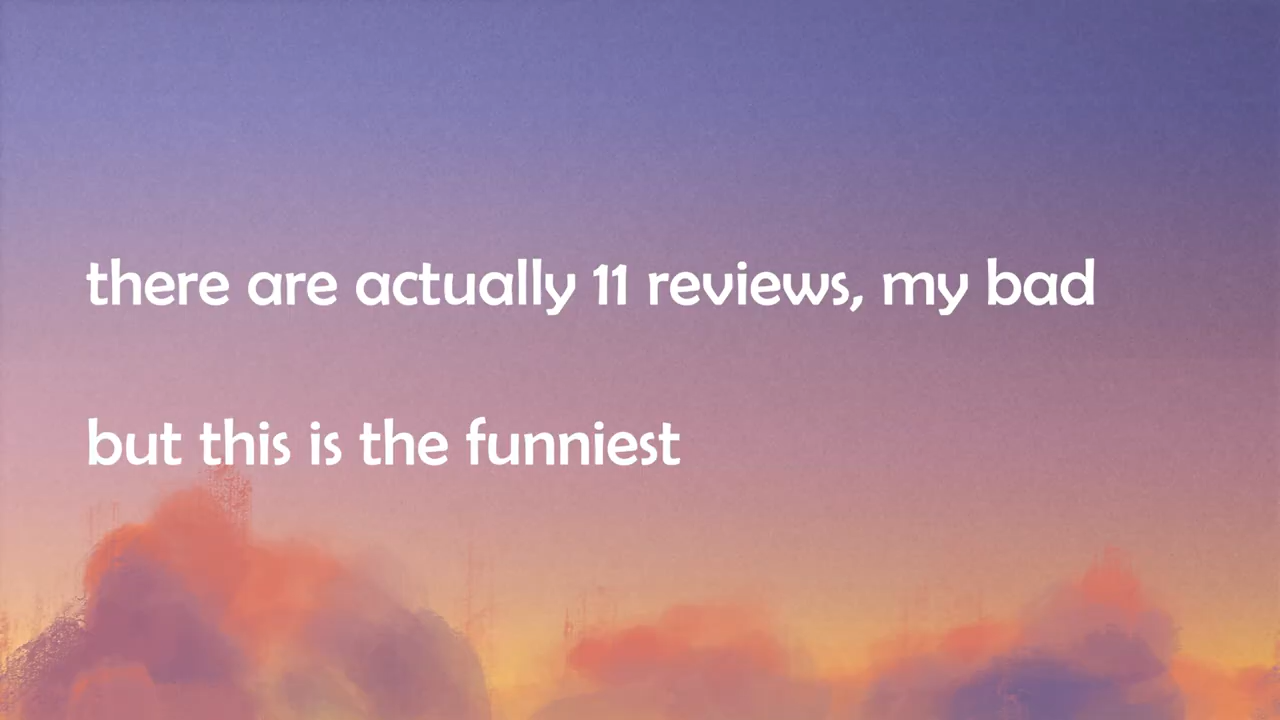 there are actually 11 reviews, my bad
but this is the funniest